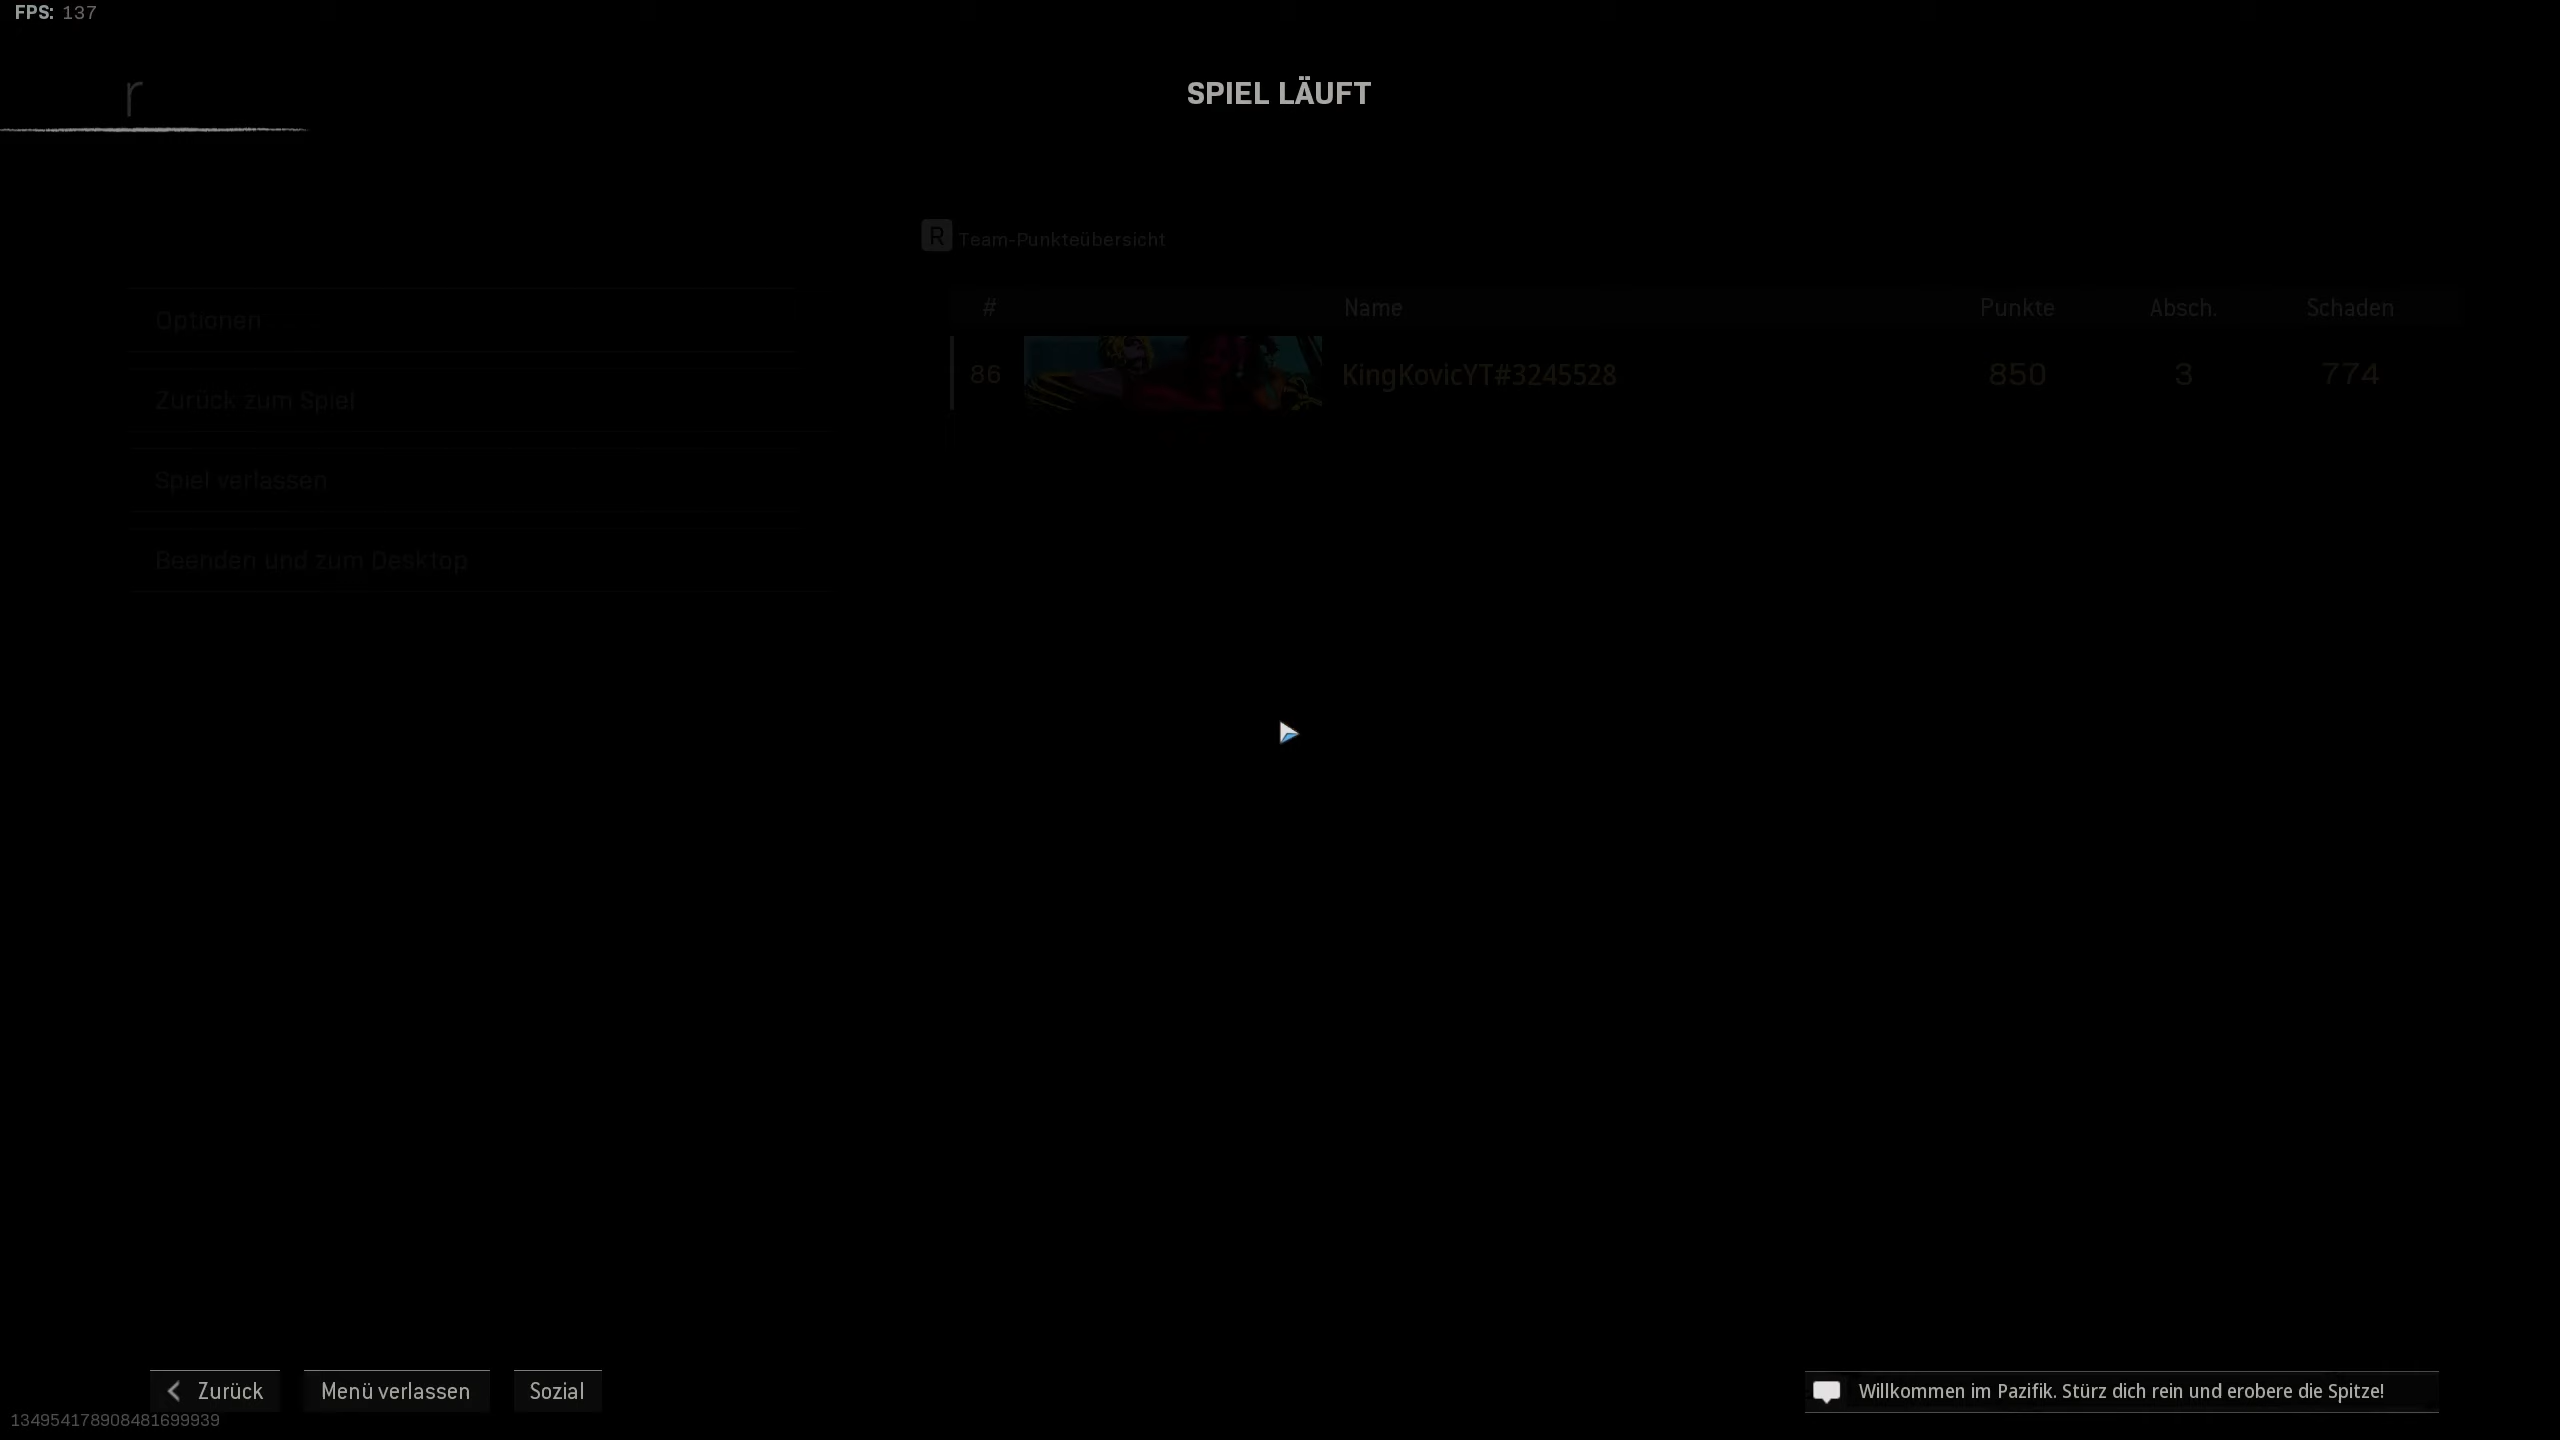 FPS: 137
r
SPIEL LÄUFT
R Team-Punkteübersicht
# Name Punkte Absch. Schaden
86 KingKovicYT#3245528 850 3 774
Optionen
Zurück zum Spiel
Spiel verlassen
Beenden und zum Desktop
Zurück
Menü verlassen
Sozial
Willkommen im Pazifik. Stürz dich rein und erobere die Spitze!
134954178908481699939